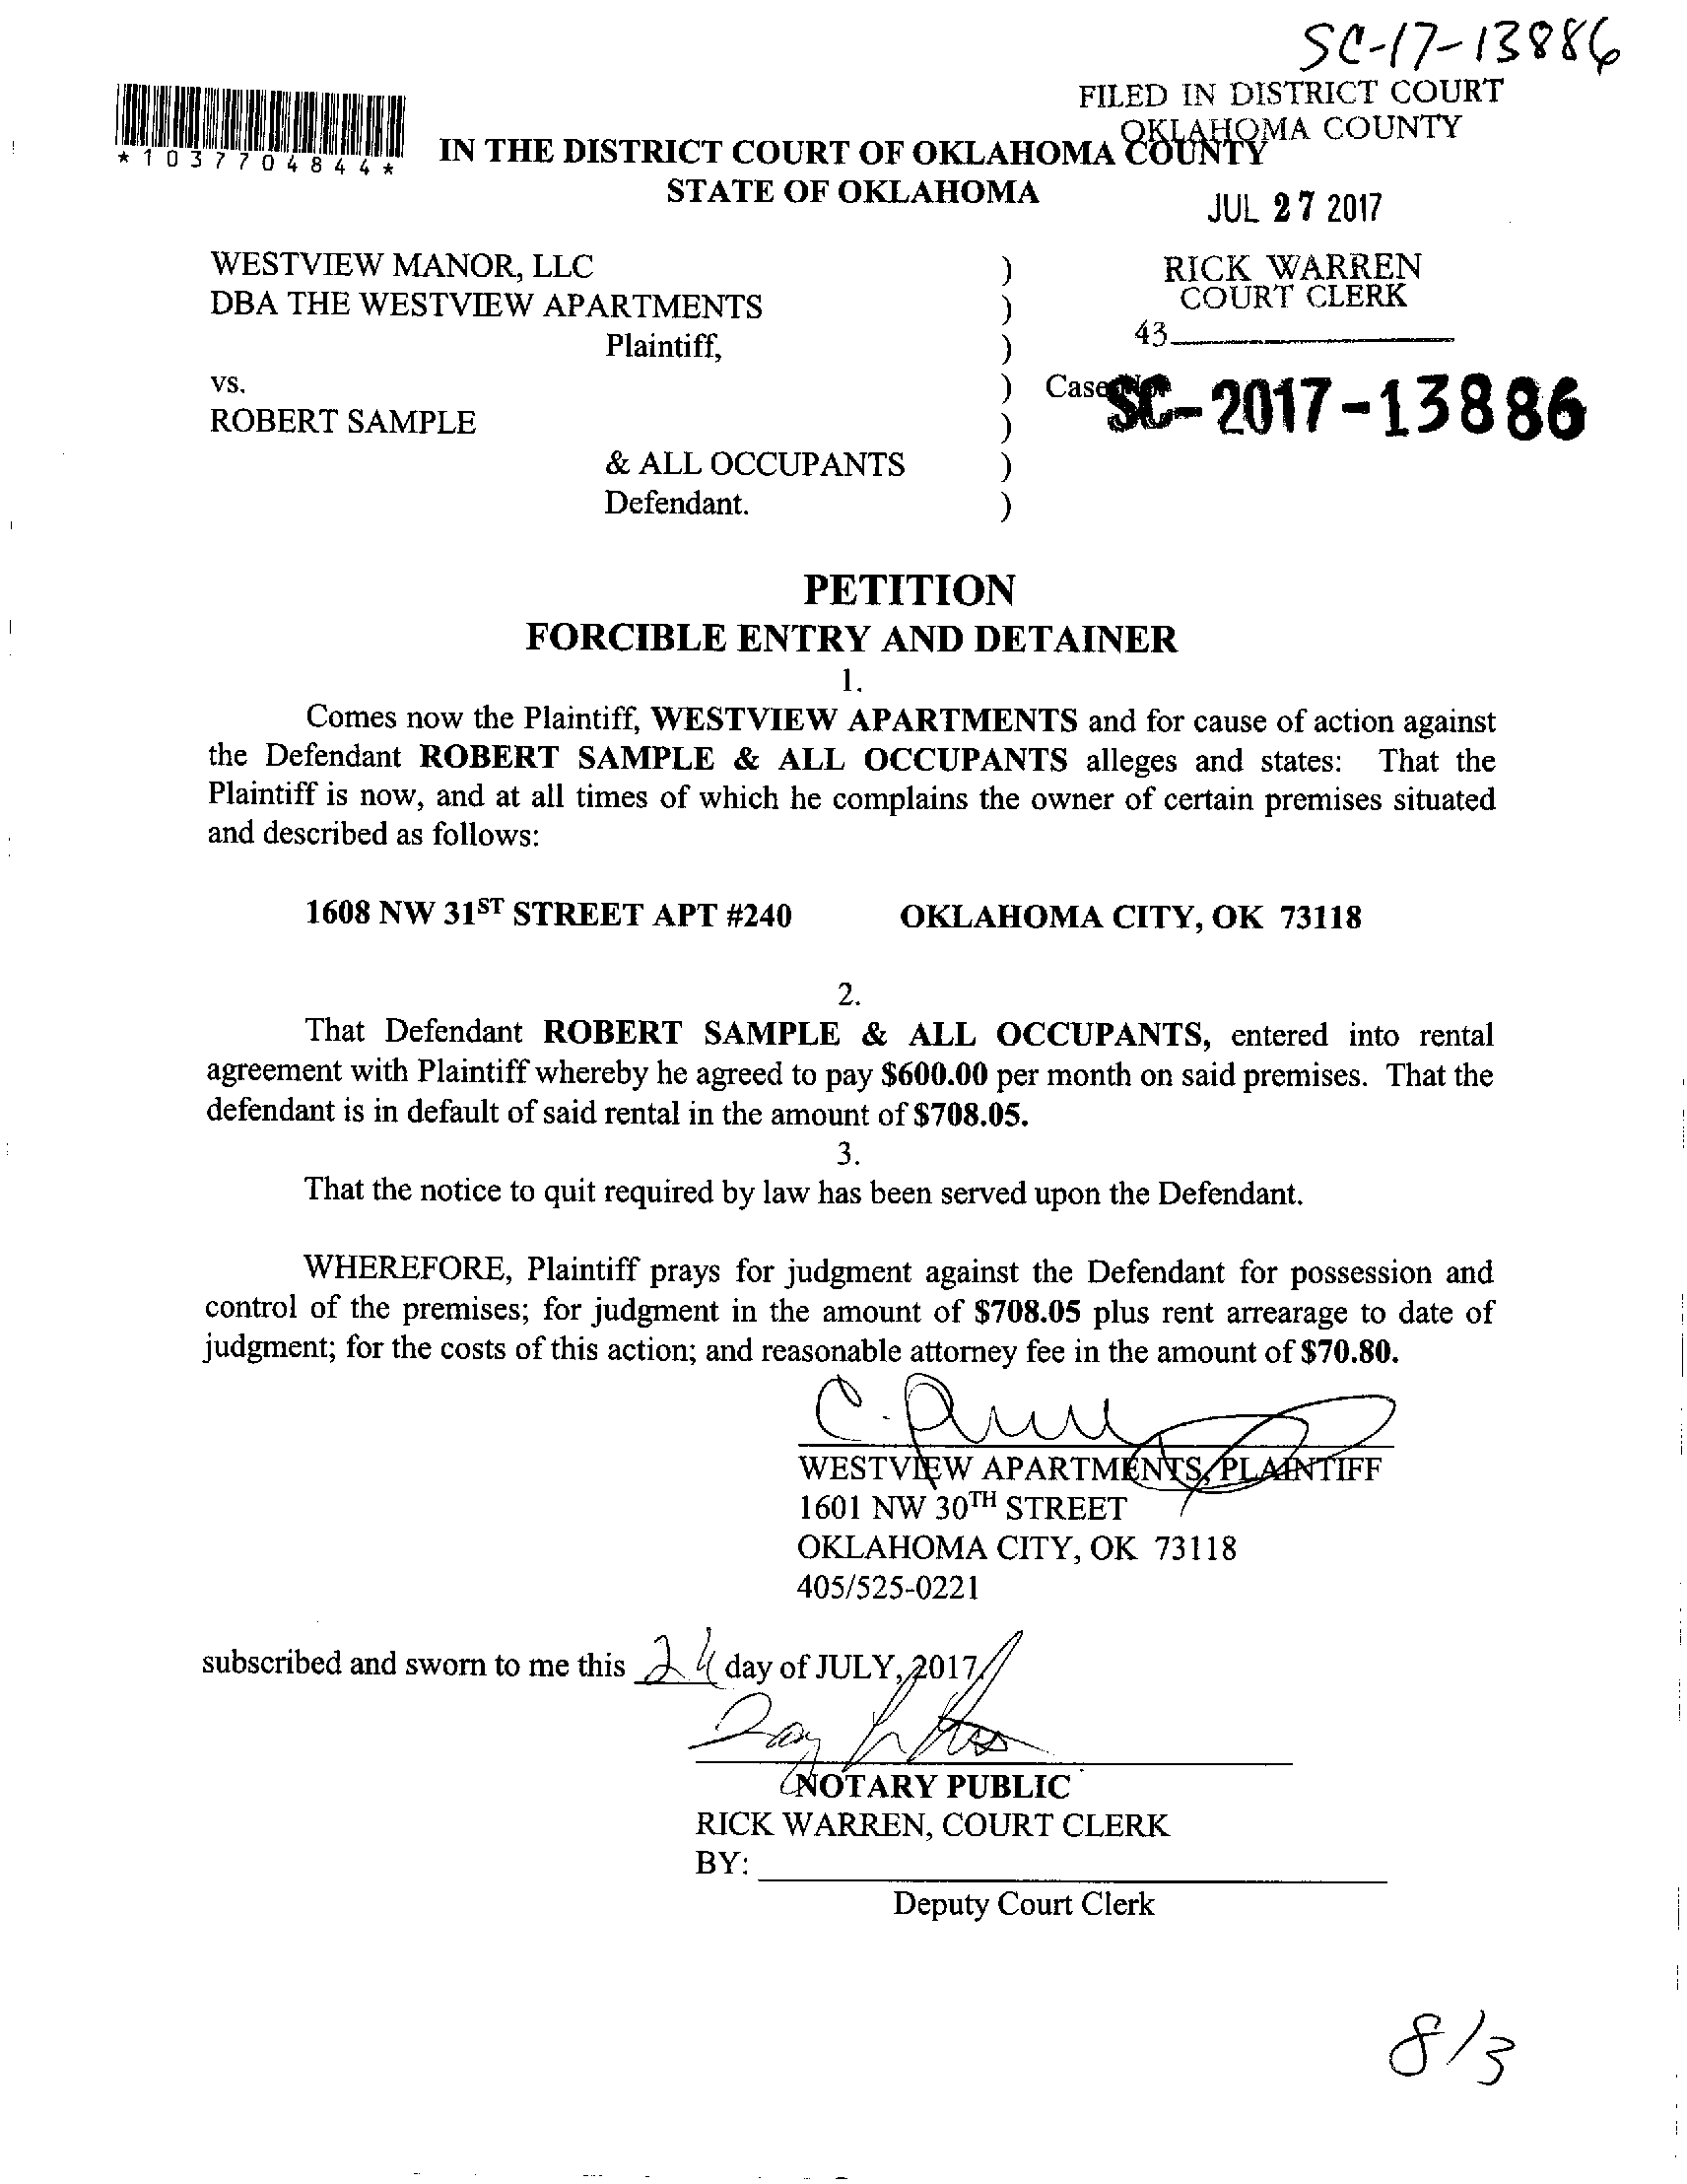 SC-17-13886
FILED IN DISTRICT COURT
OKLAHOMA COUNTY
*1037704844*
IN THE DISTRICT COURT OF OKLAHOMA COUNTY
STATE OF OKLAHOMA
JUL 27 2017
WESTVIEW MANOR, LLC )
DBA THE WESTVIEW APARTMENTS )
Plaintiff, )
RICK WARREN
COURT CLERK
43
vs. ) Case No.
SC-2017-13886
ROBERT SAMPLE )
& ALL OCCUPANTS )
Defendant. )
PETITION
FORCIBLE ENTRY AND DETAINER
1.
Comes now the Plaintiff, WESTVIEW APARTMENTS and for cause of action against
the Defendant ROBERT SAMPLE & ALL OCCUPANTS alleges and states: That the
Plaintiff is now, and at all times of which he complains the owner of certain premises situated
and described as follows:
1608 NW 31ST STREET APT #240 OKLAHOMA CITY, OK 73118
2.
That Defendant ROBERT SAMPLE & ALL OCCUPANTS, entered into rental
agreement with Plaintiff whereby he agreed to pay $600.00 per month on said premises. That the
defendant is in default of said rental in the amount of $708.05.
3.
That the notice to quit required by law has been served upon the Defendant.
WHEREFORE, Plaintiff prays for judgment against the Defendant for possession and
control of the premises; for judgment in the amount of $708.05 plus rent arrearage to date of
judgment; for the costs of this action; and reasonable attorney fee in the amount of $70.80.
WESTVIEW APARTMENTS, PLAINTIFF
1601 NW 30TH STREET
OKLAHOMA CITY, OK 73118
405/525-0221
subscribed and sworn to me this 24 day of JULY, 2017
NOTARY PUBLIC
RICK WARREN, COURT CLERK
BY:
Deputy Court Clerk
8/3